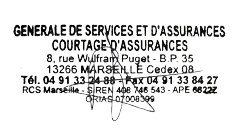 GENERALE DE SERVICES ET D'ASSURANCES
COURTAGE D'ASSURANCES
8, rue Wulfram Puget - B.P. 35
13266 MARSEILLE Cedex 08
Tél. 04 91 33 24 88 - Fax 04 91 33 84 27
RCS Marseille - SIREN 408 746 543 - APE 6622Z
ORIAS 07008399